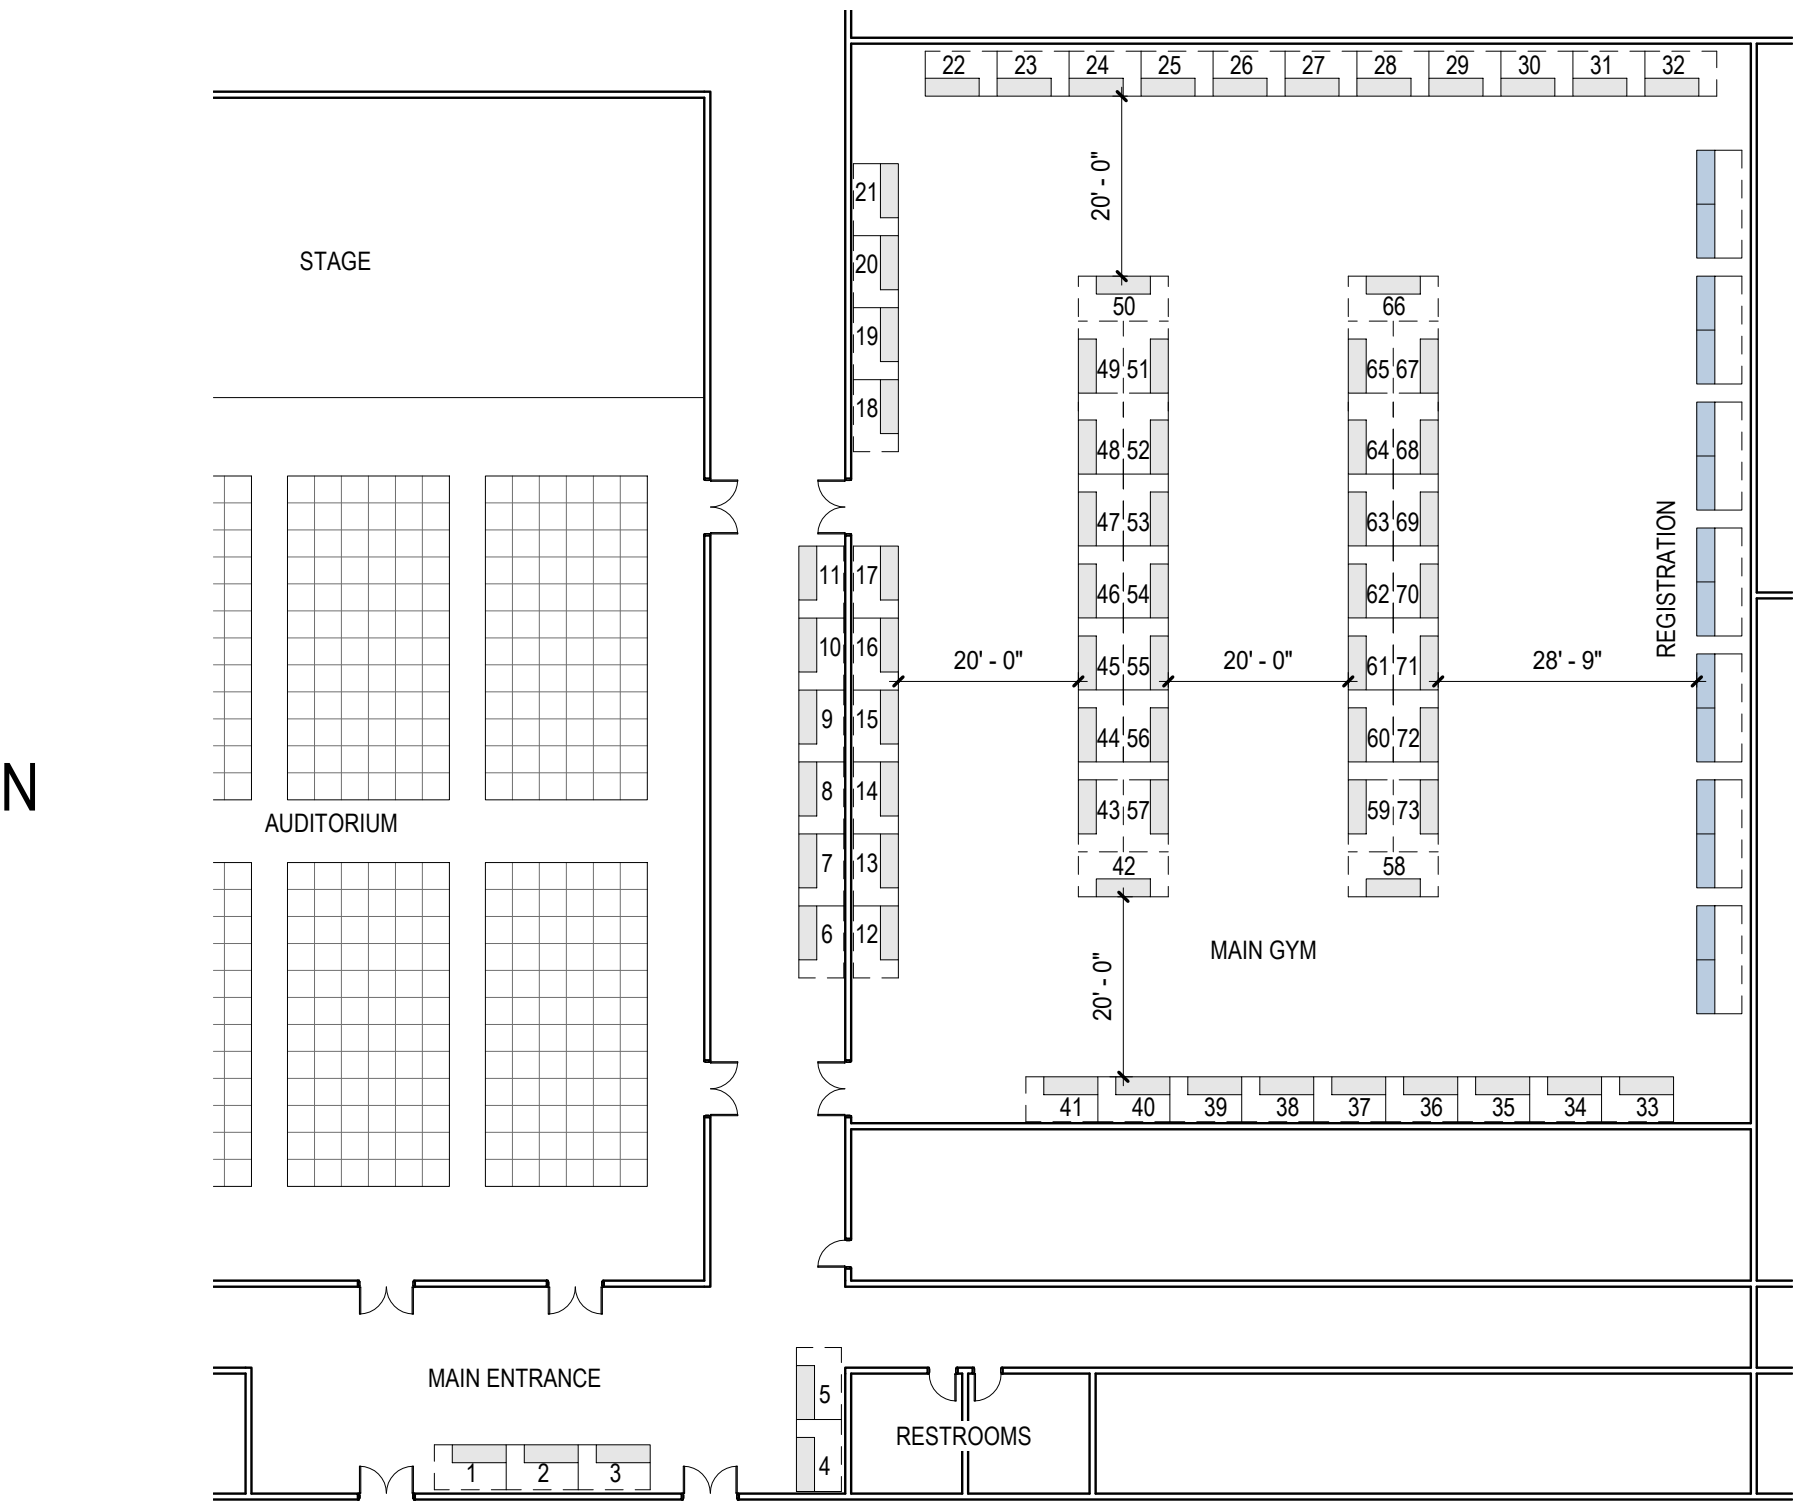 22 23 24 25 26 27 28 29 30 31 32
20' - 0"
21
20
19
18
STAGE
50
49 51
48 52
47 53
46 54
45 55
44 56
43 57
42
66
65 67
64 68
63 69
62 70
61 71
60 72
59 73
58
REGISTRATION
11 17
10 16
9 15
8 14
7 13
6 12
20' - 0"
20' - 0"
28' - 9"
N
AUDITORIUM
MAIN GYM
20' - 0"
41 40 39 38 37 36 35 34 33
MAIN ENTRANCE
5
4
RESTROOMS
1 2 3